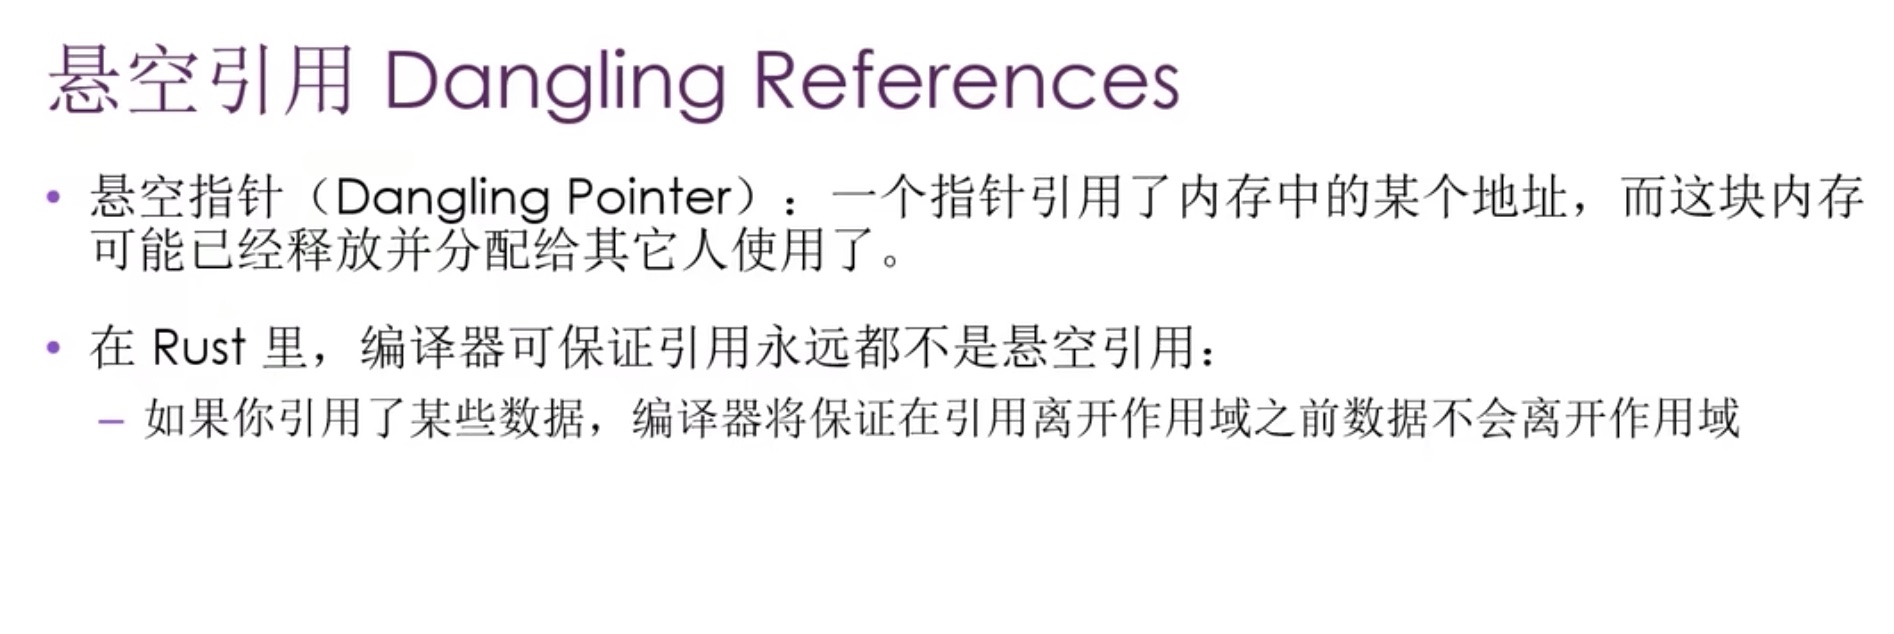 悬空引用 Dangling References
• 悬空指针（Dangling Pointer）：一个指针引用了内存中的某个地址，而这块内存
可能已经释放并分配给其它人使用了。
• 在 Rust 里，编译器可保证引用永远都不是悬空引用：
– 如果你引用了某些数据，编译器将保证在引用离开作用域之前数据不会离开作用域